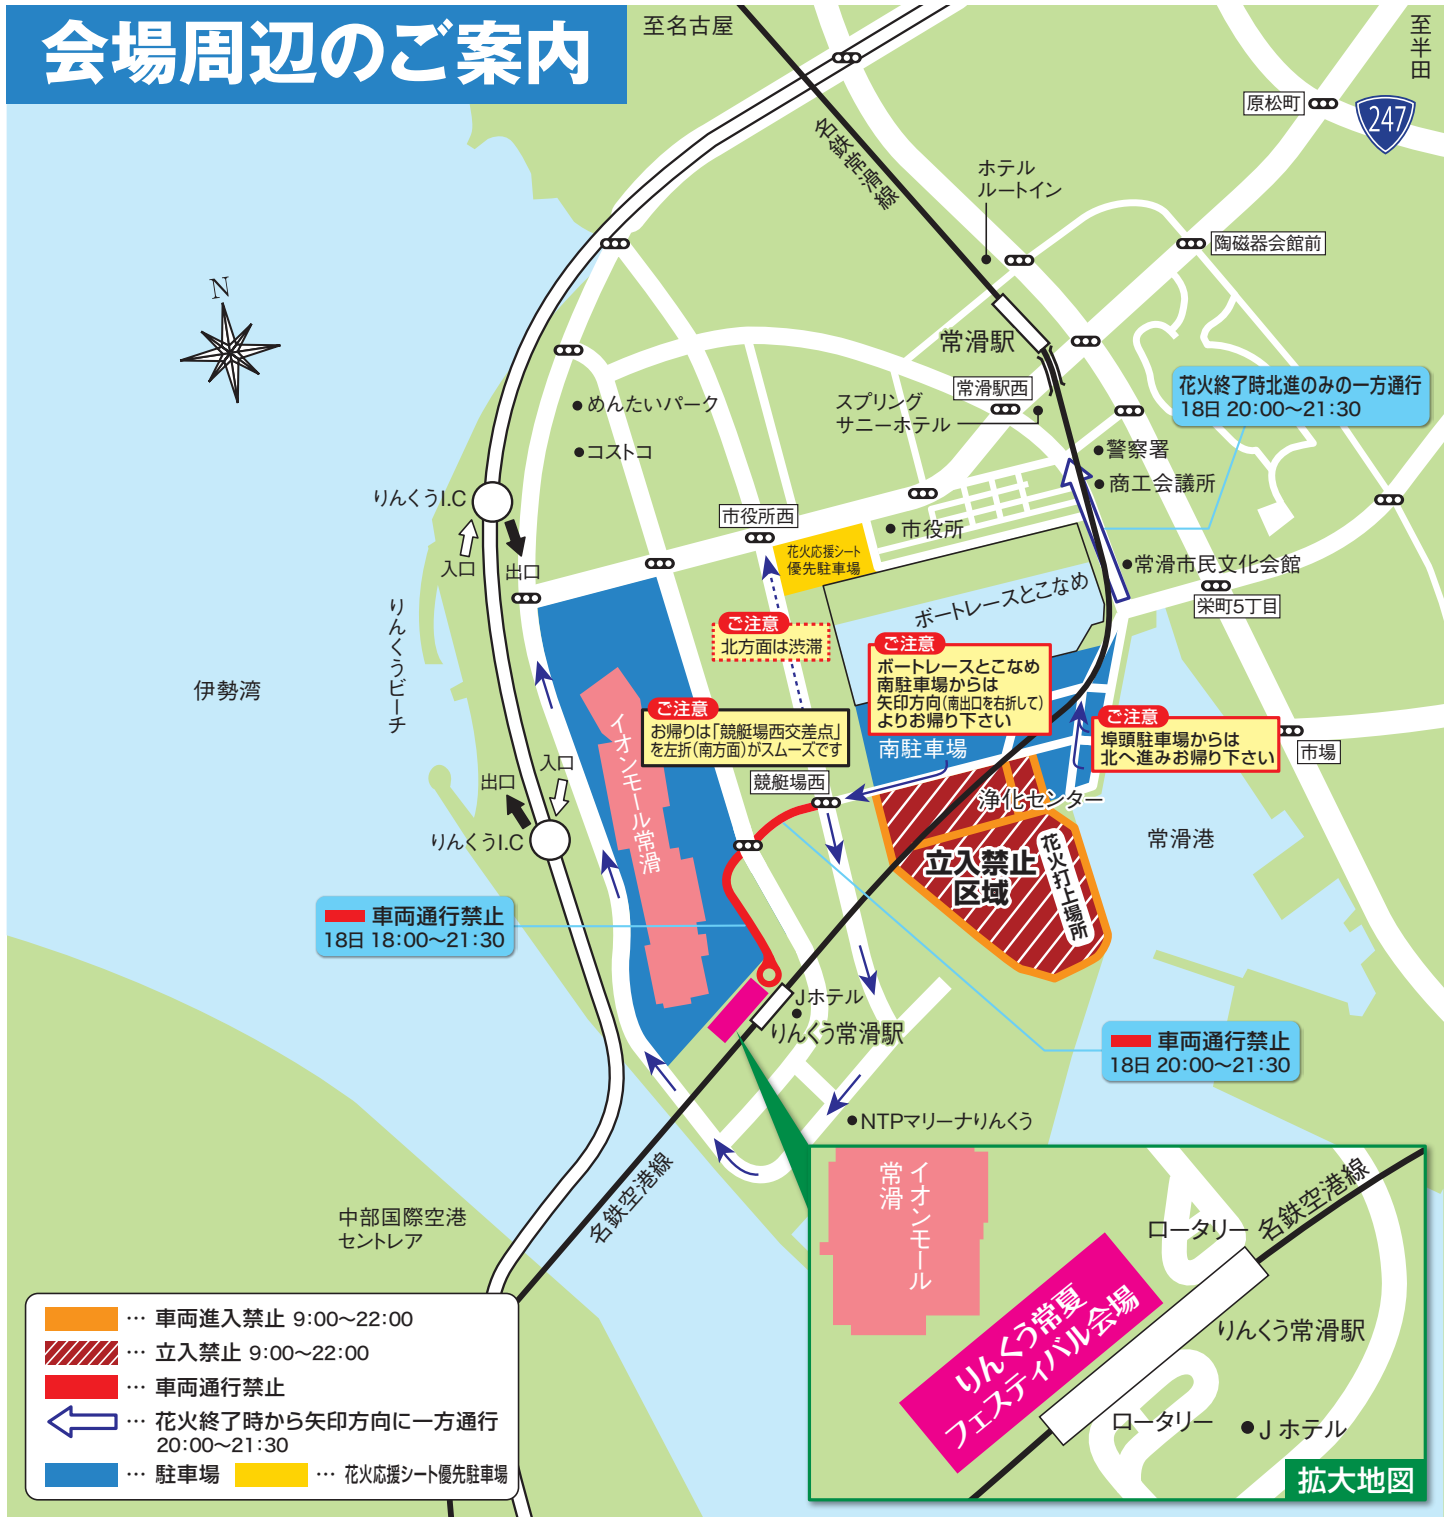 会場周辺のご案内
至名古屋
至半田
原松町
247
名鉄常滑線
ホテル
ルートイン
陶磁器会館前
N
常滑駅
常滑駅西
スプリング
サニーホテル
花火終了時北進のみの一方通行
18日 20:00〜21:30
めんたいパーク
コストコ
警察署
商工会議所
りんくうI.C
入口
出口
市役所西
市役所
花火応援シート
優先駐車場
常滑市民文化会館
栄町5丁目
ボートレースとこなめ
りんくうビーチ
伊勢湾
ご注意
北方面は渋滞
ご注意
ボートレースとこなめ
南駐車場からは
矢印方向(南出口を右折して)
よりお帰り下さい
ご注意
お帰りは「競艇場西交差点」
を左折(南方面)がスムーズです
ご注意
埠頭駐車場からは
北へ進みお帰り下さい
南駐車場
市場
競艇場西
入口
出口
りんくうI.C
イオンモール常滑
浄化センター
常滑港
立入禁止
区域
花火打上場所
車両通行禁止
18日 18:00〜21:30
Jホテル
りんくう常滑駅
車両通行禁止
18日 20:00〜21:30
NTPマリーナりんくう
名鉄空港線
中部国際空港
セントレア
イオンモール
常滑
ロータリー
名鉄空港線
りんくう常夏
フェスティバル会場
りんくう常滑駅
ロータリー
J ホテル
拡大地図
… 車両進入禁止 9:00〜22:00
… 立入禁止 9:00〜22:00
… 車両通行禁止
… 花火終了時から矢印方向に一方通行
20:00〜21:30
… 駐車場 … 花火応援シート優先駐車場